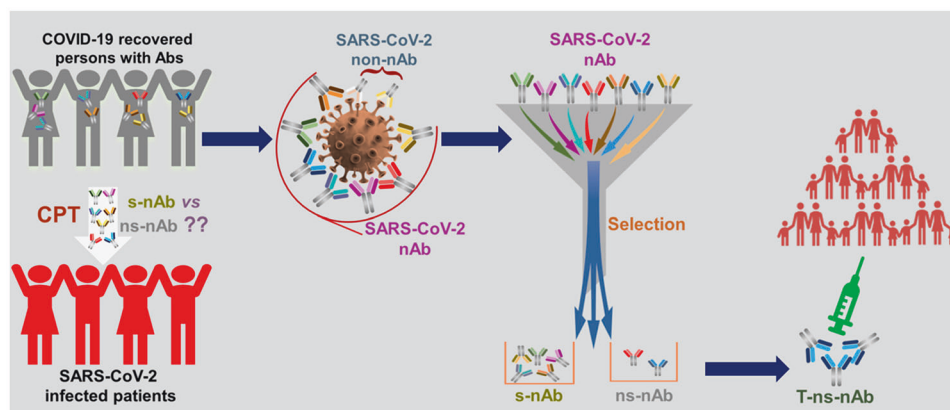 COVID-19 recovered
persons with Abs
CPT
s-nAb vs
ns-nAb ??
SARS-CoV-2
infected patients
SARS-CoV-2
non-nAb
SARS-CoV-2
nAb
SARS-CoV-2
nAb
Selection
s-nAb
ns-nAb
T-ns-nAb